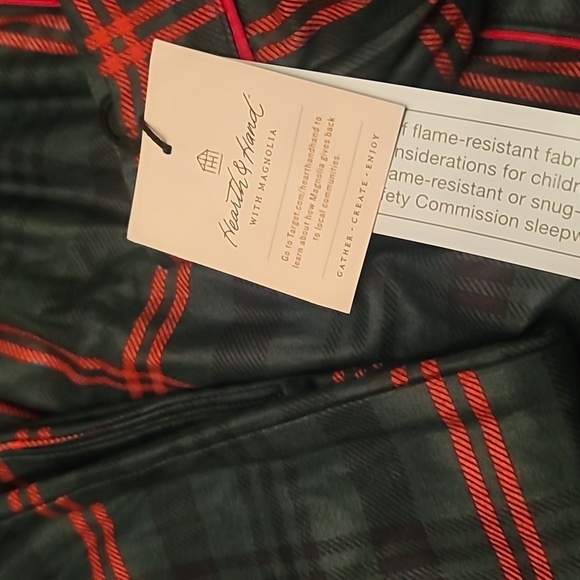 Hearth & Hand
WITH MAGNOLIA
Go to Target.com/hearthandhand to
learn about how Magnolia gives back
to local communities.
GATHER · CREATE · ENJOY
f flame-resistant fabr
nsiderations for childr
ame-resistant or snug-
ety Commission sleepw